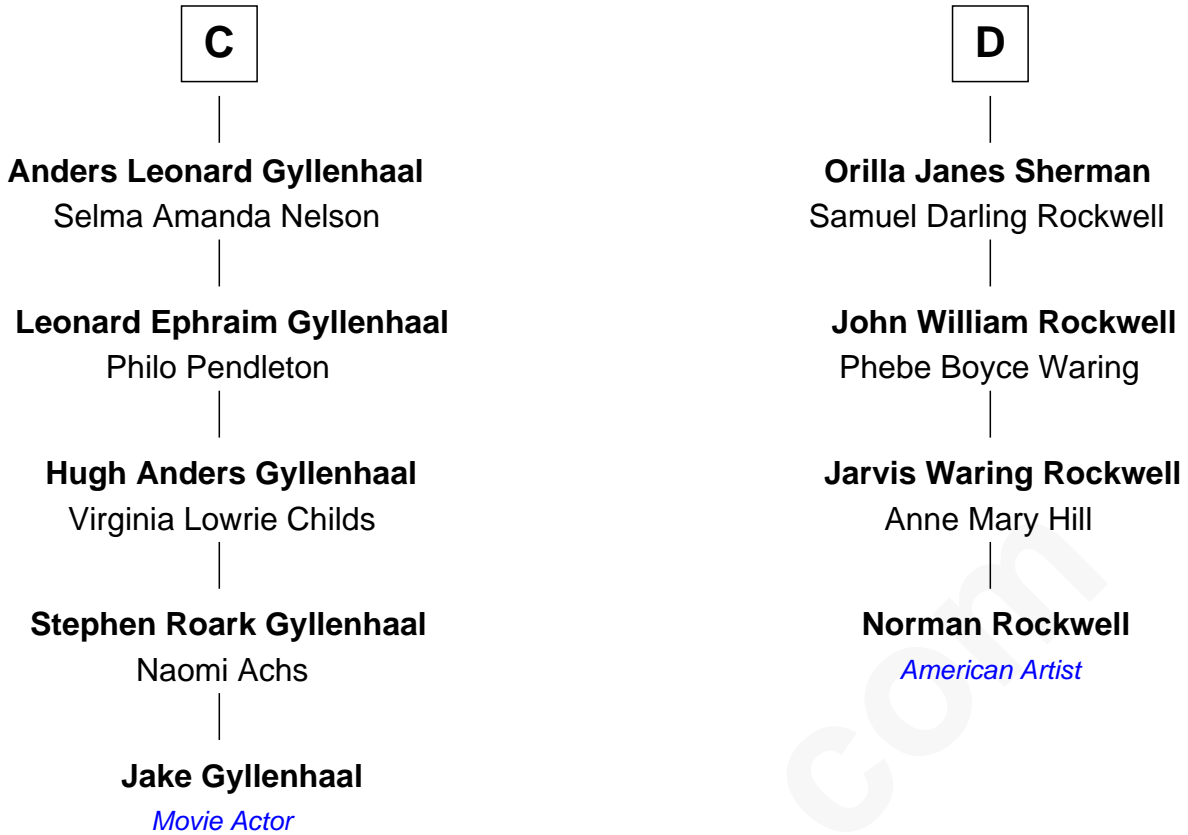 C
Anders Leonard Gyllenhaal
Selma Amanda Nelson
Leonard Ephraim Gyllenhaal
Philo Pendleton
Hugh Anders Gyllenhaal
Virginia Lowrie Childs
Stephen Roark Gyllenhaal
Naomi Achs
Jake Gyllenhaal
Movie Actor
D
Orilla Janes Sherman
Samuel Darling Rockwell
John William Rockwell
Phebe Boyce Waring
Jarvis Waring Rockwell
Anne Mary Hill
Norman Rockwell
American Artist
com